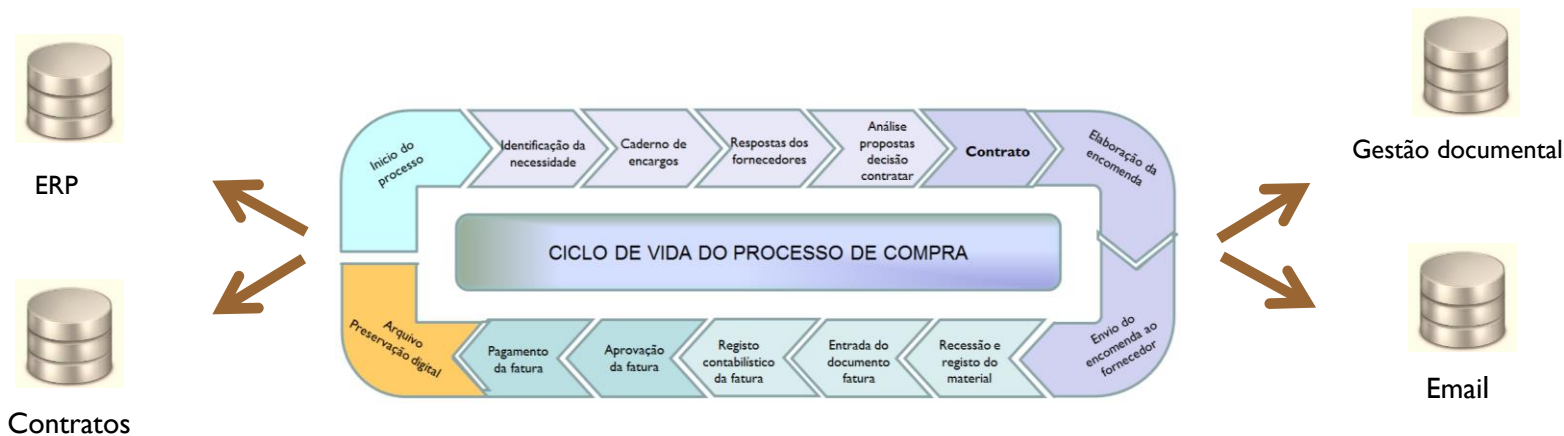 ERP
Contratos
Início do
processo
Identificação da
necessidade
Caderno de
encargos
Respostas dos
fornecedores
Análise
propostas
decisão
contratar
Contrato
Elaboração da
encomenda
CICLO DE VIDA DO PROCESSO DE COMPRA
Envio do
encomenda ao
fornecedor
Recessão e
registo do
material
Entrada do
documento
fatura
Registo
contabilístico
da fatura
Aprovação
da fatura
Pagamento
da fatura
Arquivo
Preservação digital
Gestão documental
Email